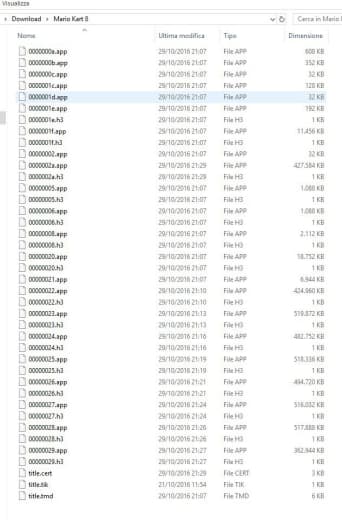 Visualizza
Download › Mario Kart 8 Cerca in Mario
Nome Ultima modifica Tipo Dimensione
0000000a.app 29/10/2016 21:07 File APP 608 KB
0000000b.app 29/10/2016 21:07 File APP 352 KB
0000000c.app 29/10/2016 21:07 File APP 32 KB
0000001c.app 29/10/2016 21:07 File APP 128 KB
0000001d.app 29/10/2016 21:07 File APP 32 KB
0000001e.app 29/10/2016 21:07 File APP 192 KB
0000001e.h3 29/10/2016 21:07 File H3 1 KB
0000001f.app 29/10/2016 21:07 File APP 11.456 KB
0000001f.h3 29/10/2016 21:07 File H3 1 KB
00000002.app 29/10/2016 21:07 File APP 32 KB
0000002a.app 29/10/2016 21:29 File APP 427.584 KB
0000002a.h3 29/10/2016 21:29 File H3 1 KB
00000005.app 29/10/2016 21:07 File APP 1.088 KB
00000005.h3 29/10/2016 21:07 File H3 1 KB
00000006.app 29/10/2016 21:07 File APP 1.088 KB
00000006.h3 29/10/2016 21:07 File H3 1 KB
00000008.app 29/10/2016 21:07 File APP 2.112 KB
00000008.h3 29/10/2016 21:07 File H3 1 KB
00000020.app 29/10/2016 21:07 File APP 18.752 KB
00000020.h3 29/10/2016 21:07 File H3 1 KB
00000021.app 29/10/2016 21:07 File APP 6.944 KB
00000022.app 29/10/2016 21:10 File APP 424.960 KB
00000022.h3 29/10/2016 21:10 File H3 1 KB
00000023.app 29/10/2016 21:13 File APP 519.872 KB
00000023.h3 29/10/2016 21:13 File H3 1 KB
00000024.app 29/10/2016 21:16 File APP 482.752 KB
00000024.h3 29/10/2016 21:16 File H3 1 KB
00000025.app 29/10/2016 21:19 File APP 518.336 KB
00000025.h3 29/10/2016 21:19 File H3 1 KB
00000026.app 29/10/2016 21:21 File APP 464.720 KB
00000026.h3 29/10/2016 21:21 File H3 1 KB
00000027.app 29/10/2016 21:24 File APP 516.032 KB
00000027.h3 29/10/2016 21:24 File H3 1 KB
00000028.app 29/10/2016 21:26 File APP 517.888 KB
00000028.h3 29/10/2016 21:26 File H3 1 KB
00000029.app 29/10/2016 21:27 File APP 362.944 KB
00000029.h3 29/10/2016 21:27 File H3 1 KB
title.cert 29/10/2016 21:29 File CERT 3 KB
title.tik 21/10/2016 11:54 File TIK 1 KB
title.tmd 29/10/2016 21:07 File TMD 6 KB